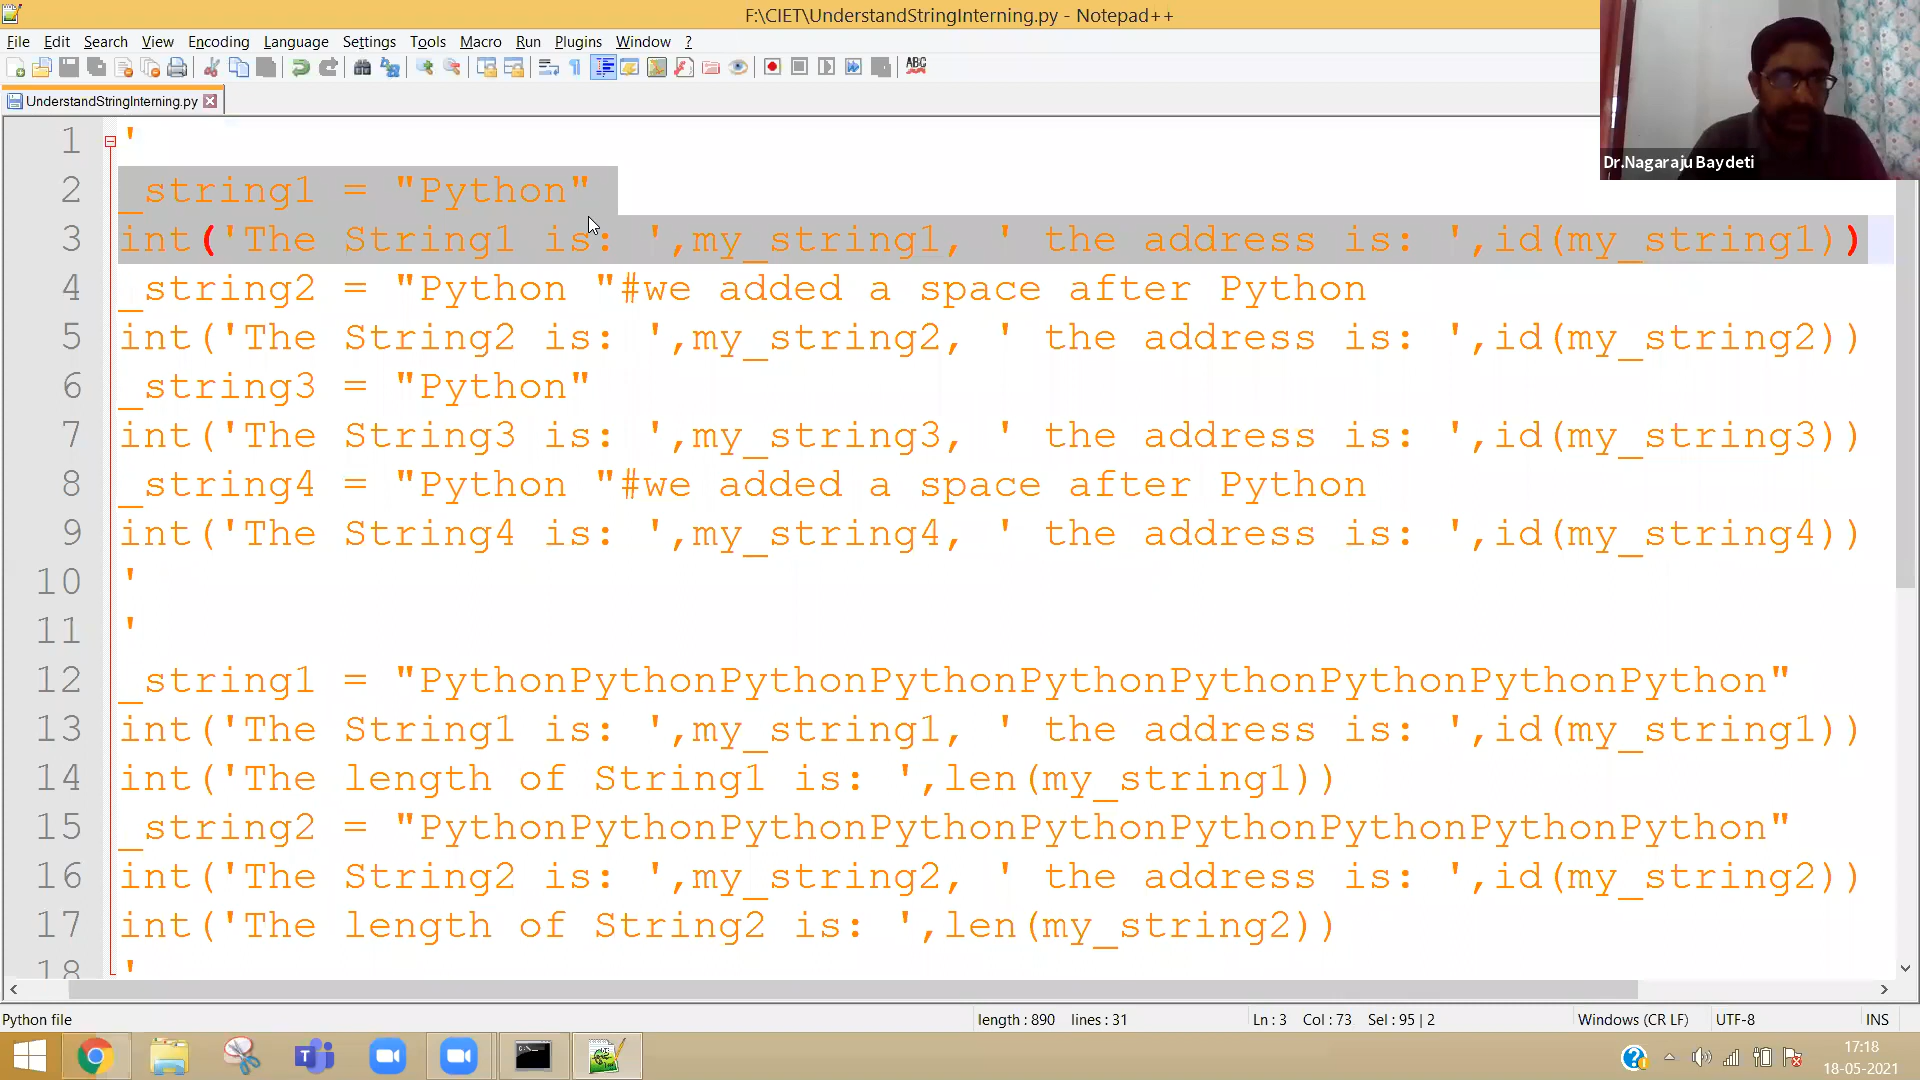 F:\CIET\UnderstandStringInterning.py - Notepad++
File Edit Search View Encoding Language Settings Tools Macro Run Plugins Window ?
ABC
UnderstandStringInterning.py
Dr.Nagaraju Baydeti
1 '
2 _string1 = "Python"
3 int('The String1 is: ',my_string1, ' the address is: ',id(my_string1))
4 _string2 = "Python "#we added a space after Python
5 int('The String2 is: ',my_string2, ' the address is: ',id(my_string2))
6 _string3 = "Python"
7 int('The String3 is: ',my_string3, ' the address is: ',id(my_string3))
8 _string4 = "Python "#we added a space after Python
9 int('The String4 is: ',my_string4, ' the address is: ',id(my_string4))
10 '
11 '
12 _string1 = "PythonPythonPythonPythonPythonPythonPythonPythonPython"
13 int('The String1 is: ',my_string1, ' the address is: ',id(my_string1))
14 int('The length of String1 is: ',len(my_string1))
15 _string2 = "PythonPythonPythonPythonPythonPythonPythonPythonPython"
16 int('The String2 is: ',my_string2, ' the address is: ',id(my_string2))
17 int('The length of String2 is: ',len(my_string2))
18 '
Python file length : 890 lines : 31 Ln : 3 Col : 73 Sel : 95 | 2 Windows (CR LF) UTF-8 INS
17:18
18-05-2021